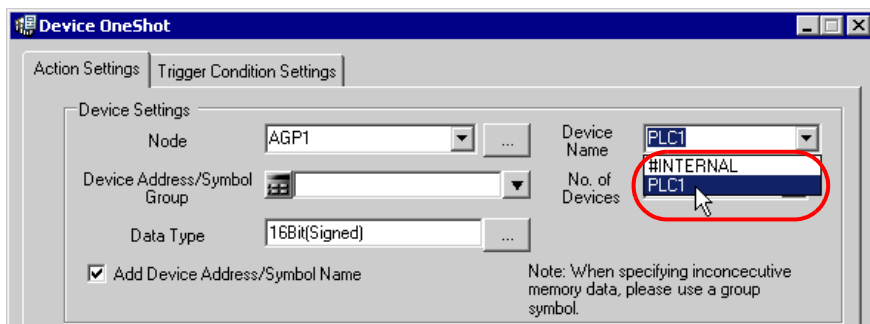 Device OneShot
Action Settings
Trigger Condition Settings
Device Settings
Node
AGP1
...
Device
Name
PLC1
#INTERNAL
PLC1
Device Address/Symbol
Group
No. of
Devices
Data Type
16Bit(Signed)
...
Add Device Address/Symbol Name
Note: When specifying inconcecutive
memory data, please use a group
symbol.